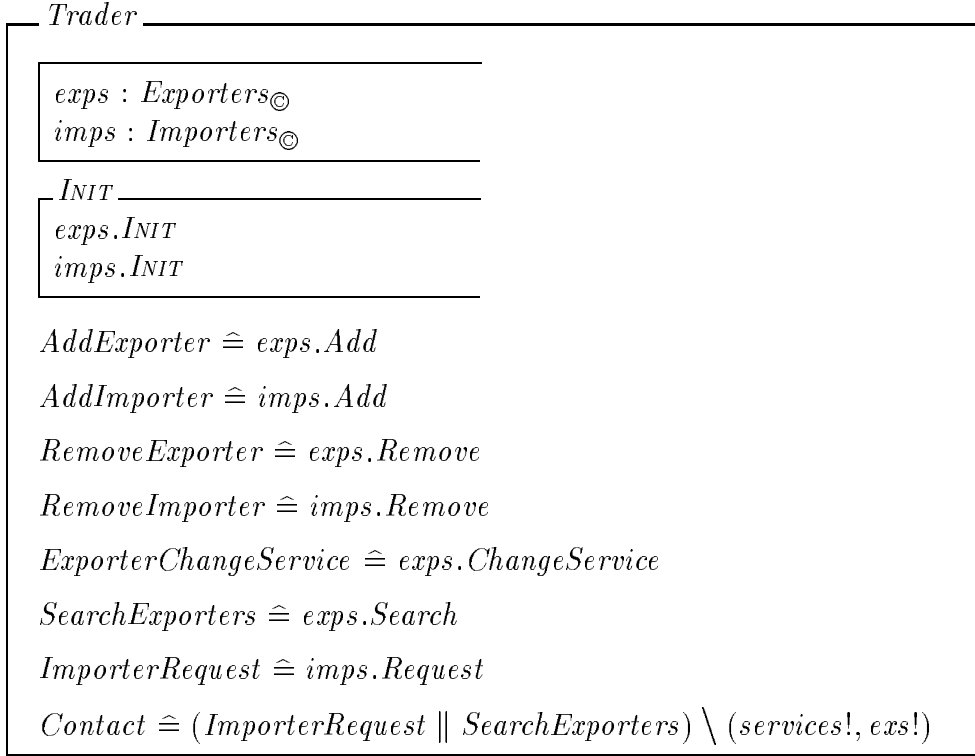 Trader
exps : Exporters©
imps : Importers©
INIT
exps.INIT
imps.INIT
AddExporter ≙ exps.Add
AddImporter ≙ imps.Add
RemoveExporter ≙ exps.Remove
RemoveImporter ≙ imps.Remove
ExporterChangeService ≙ exps.ChangeService
SearchExporters ≙ exps.Search
ImporterRequest ≙ imps.Request
Contact ≙ (ImporterRequest ∥ SearchExporters) \ (services!, exs!)